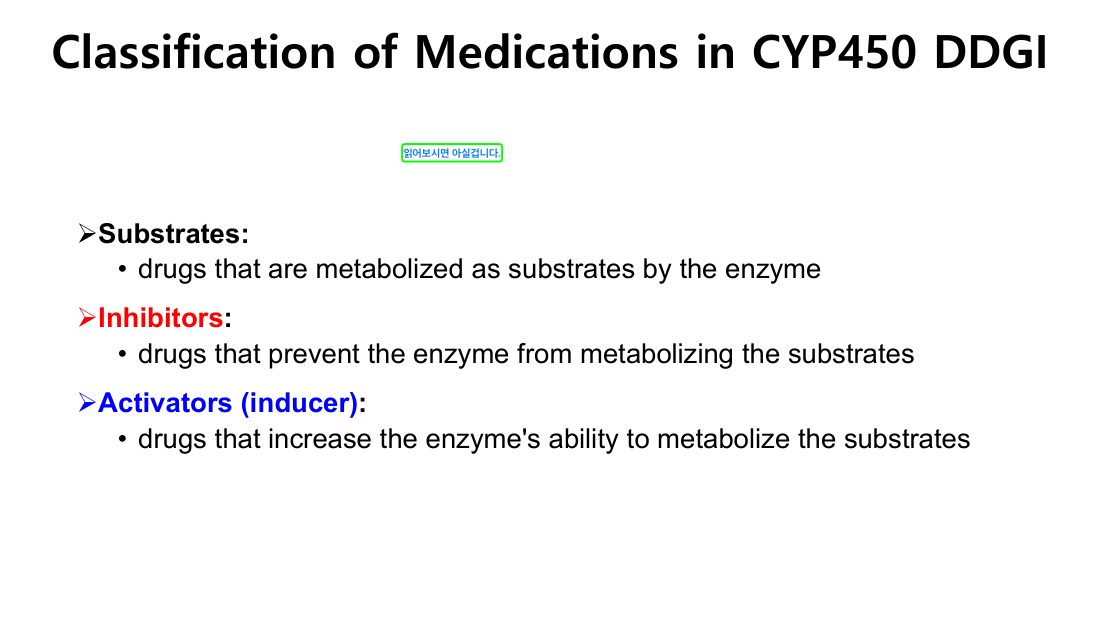 Classification of Medications in CYP450 DDGI
읽어보시면 아실겁니다.
➢Substrates:
• drugs that are metabolized as substrates by the enzyme
➢Inhibitors:
• drugs that prevent the enzyme from metabolizing the substrates
➢Activators (inducer):
• drugs that increase the enzyme's ability to metabolize the substrates